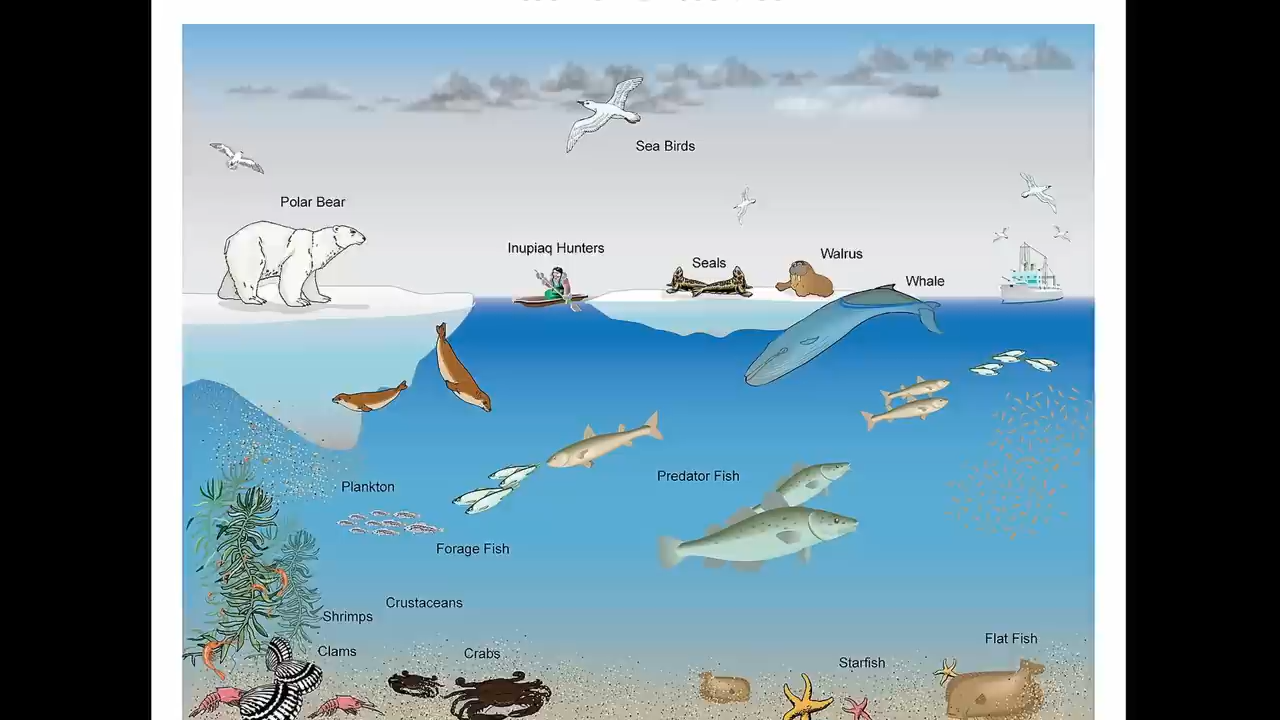 Sea Birds
Polar Bear
Inupiaq Hunters
Seals
Walrus
Whale
Predator Fish
Plankton
Forage Fish
Crustaceans
Shrimps
Clams
Crabs
Starfish
Flat Fish